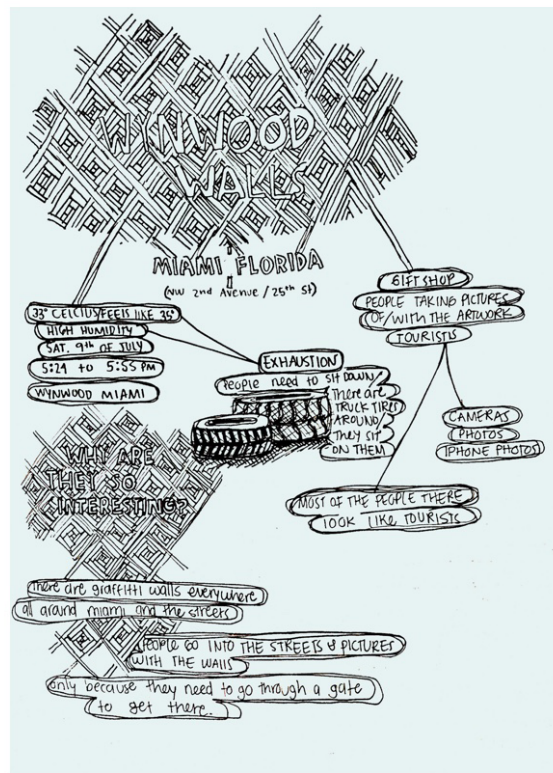 WYNWOOD
WALLS
MIAMI FLORIDA
(NW 2nd Avenue / 25th St)
33° CELCIUS/FEELS LIKE 35°
HIGH HUMIDITY
SAT. 9th OF JULY
5:24 to 5:55 PM
WYNWOOD MIAMI
GIFT SHOP
PEOPLE TAKING PICTURES
OF/WITH THE ARTWORK
TOURISTS
EXHAUSTION
PEOPLE NEED TO SIT DOWN/
There are
TRUCK TIRES
AROUND/
THEY SIT
ON THEM
CAMERAS
PHOTOS
IPHONE PHOTOS
MOST OF THE PEOPLE THERE
LOOK LIKE TOURISTS
WHY ARE
THEY SO
INTERESTING?
There are graffitti walls everywhere
all around miami and the streets
PEOPLE GO INTO THE STREETS & PICTURES
WITH THE WALLS
only because they need to go through a gate
to get there.